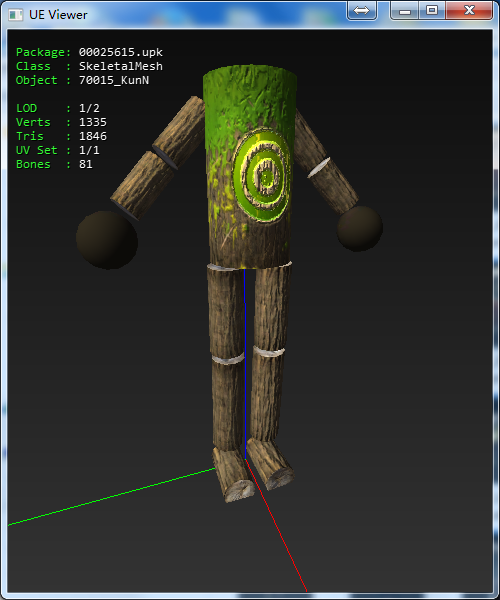 UE Viewer
Package: 00025615.upk
Class  : SkeletalMesh
Object : 70015_KunN
LOD    : 1/2
Verts  : 1335
Tris   : 1846
UV Set : 1/1
Bones  : 81